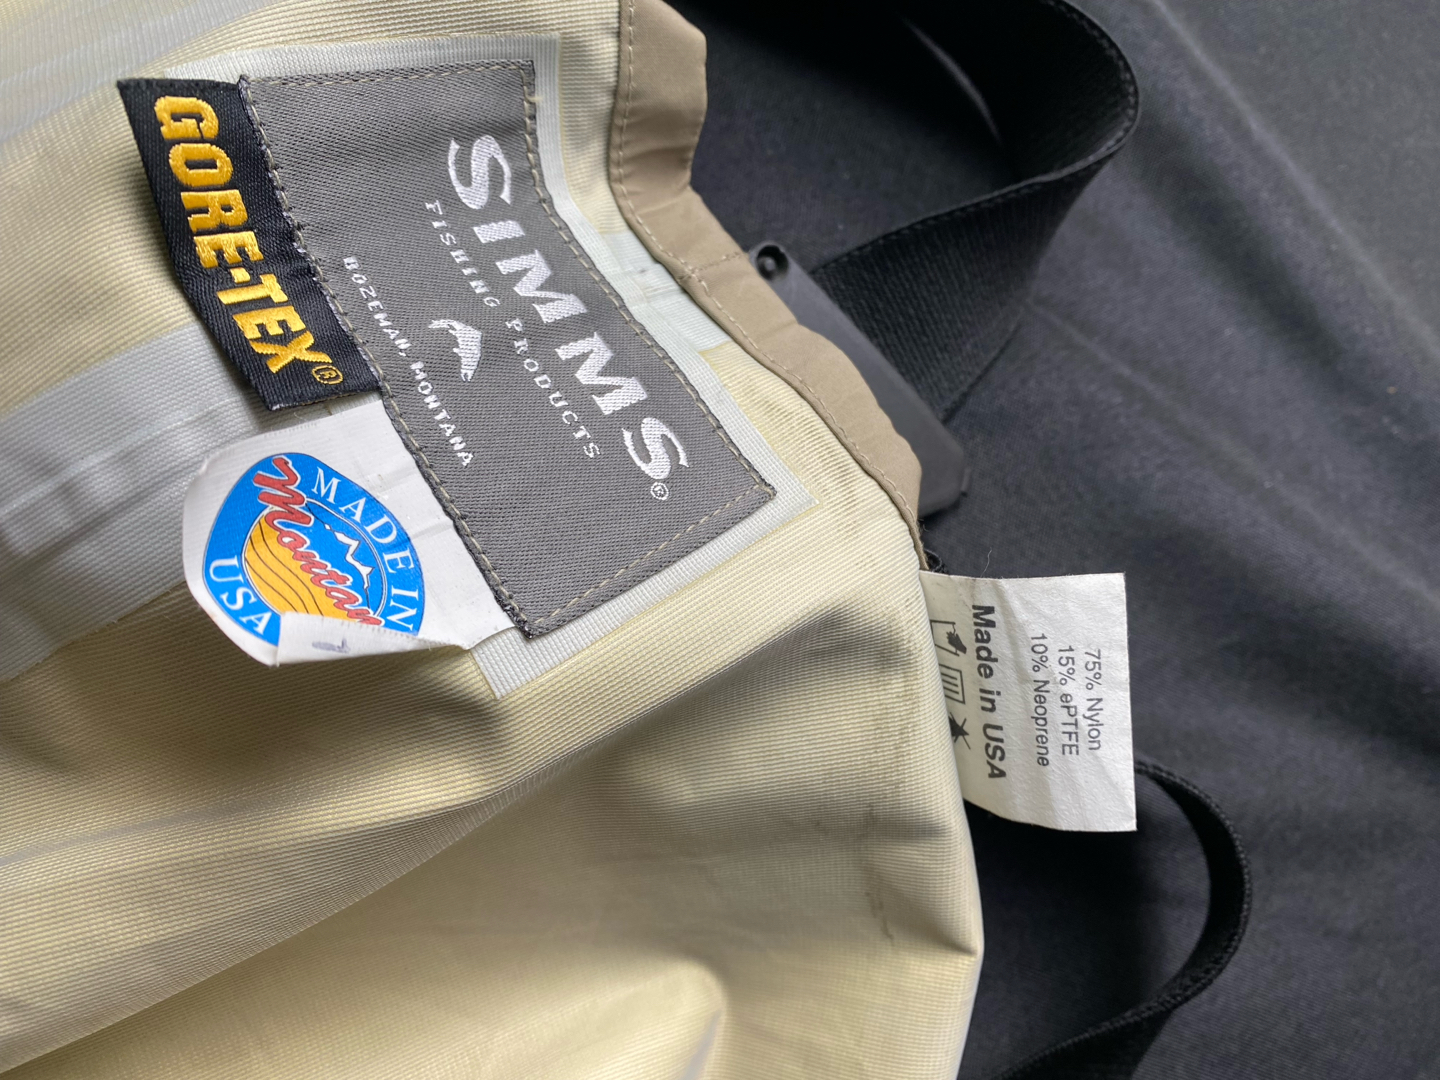 GORE-TEX®
SIMMS®
FISHING PRODUCTS
BOZEMAN, MONTANA
MADE IN
Montan
USA
75% Nylon
15% ePTFE
10% Neoprene
Made in USA